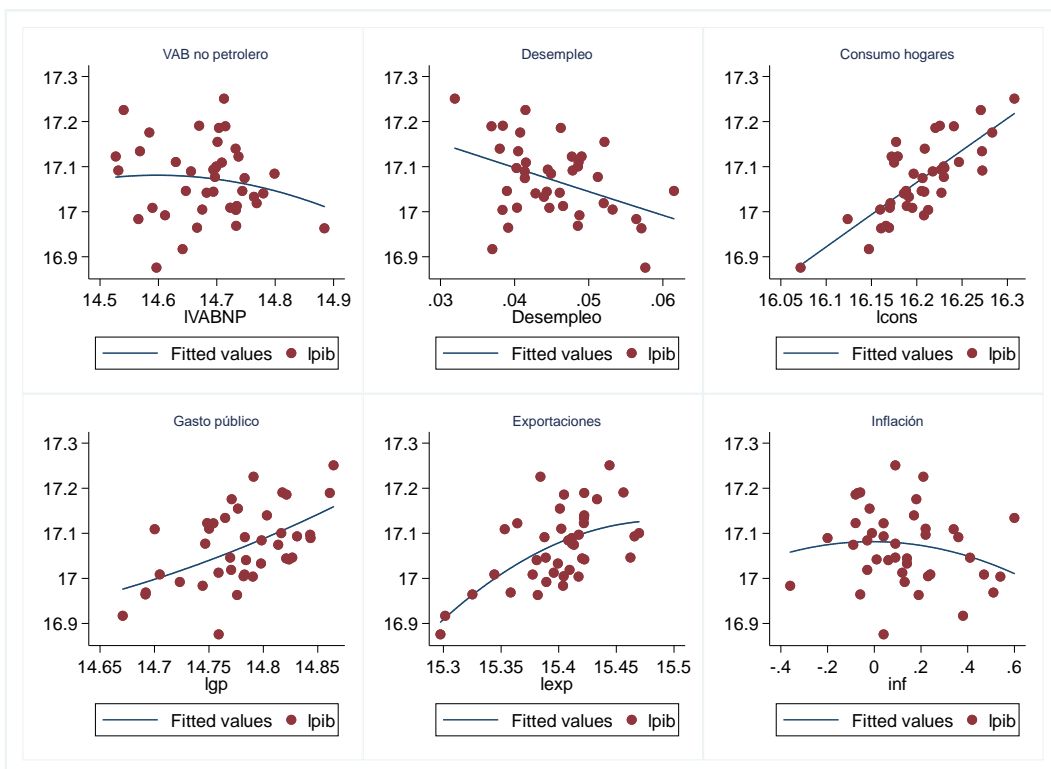 VAB no petrolero
17.3
17.2
17.1
17
16.9
14.5 14.6 14.7 14.8 14.9
lVABNP
Fitted values lpib
Desempleo
17.3
17.2
17.1
17
16.9
.03 .04 .05 .06
Desempleo
Fitted values lpib
Consumo hogares
17.3
17.2
17.1
17
16.9
16.05 16.1 16.15 16.2 16.25 16.3
lcons
Fitted values lpib
Gasto público
17.3
17.2
17.1
17
16.9
14.65 14.7 14.75 14.8 14.85
lgp
Fitted values lpib
Exportaciones
17.3
17.2
17.1
17
16.9
15.3 15.35 15.4 15.45 15.5
lexp
Fitted values lpib
Inflación
17.3
17.2
17.1
17
16.9
-.4 -.2 0 .2 .4 .6
inf
Fitted values lpib